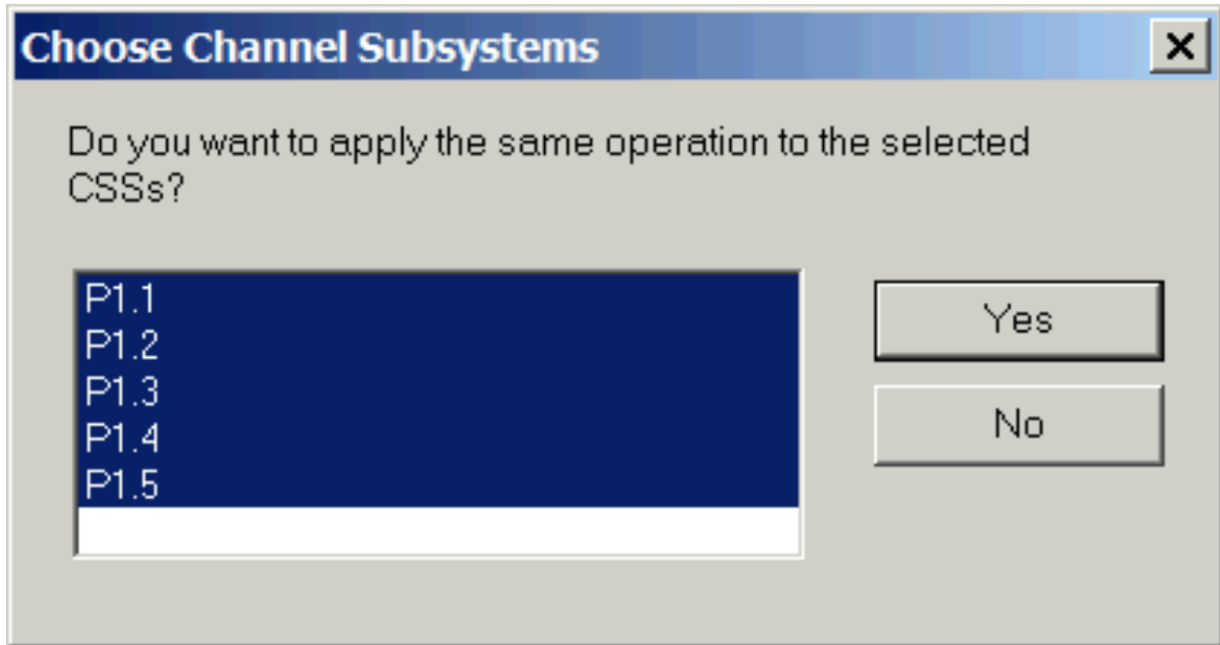 Choose Channel Subsystems
Do you want to apply the same operation to the selected
CSSs?
P1.1
P1.2
P1.3
P1.4
P1.5
Yes
No